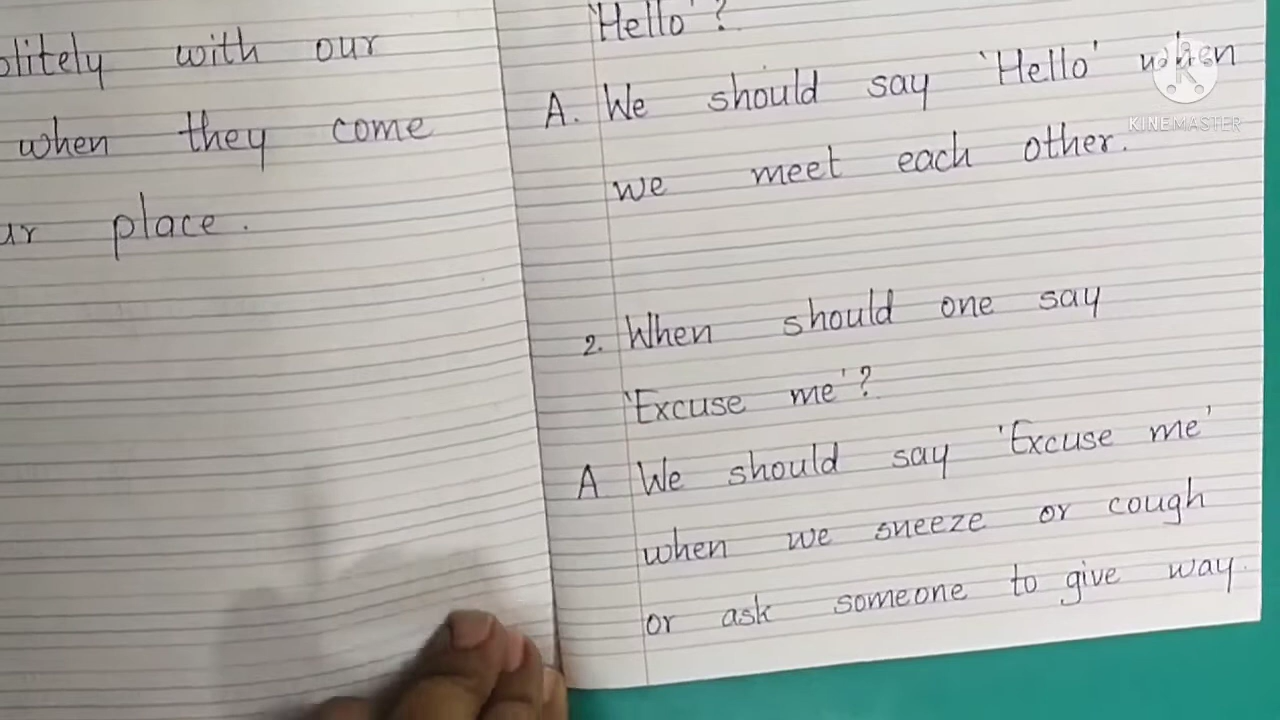 olitely with our
when they come
ur place.
'Hello'?
A. We should say 'Hello' when
we meet each other.
2. When should one say
'Excuse me'?
A We should say 'Excuse me'
when we sneeze or cough
or ask someone to give way.
K
KINEMASTER